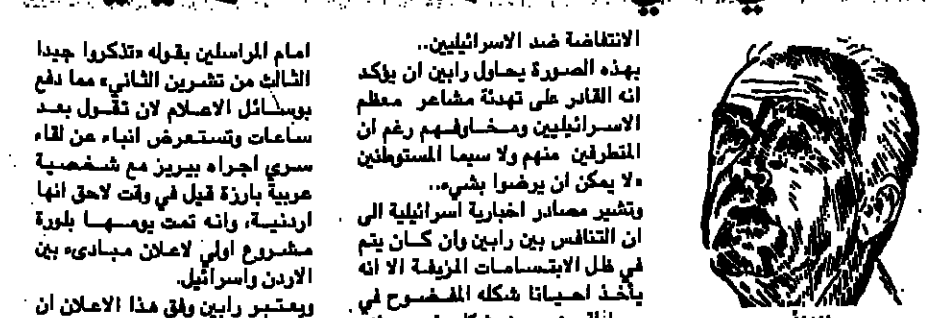 الانتفاضة ضد الاسرائيليين..
بهذه الصورة يحاول رابين ان يؤكد
انه القادر على تهدئة مشاعر معظم
الاسرائيليين ومخاوفهم رغم ان
المتطرفين منهم ولا سيما المستوطنين
«لا يمكن ان يرضوا بشيء».
وتشير مصادر اخبارية اسرائيلية الى
ان التنافس بين رابين وان كان يتم
في ظل الابتسامات المزيفة الا انه
يأخذ احيانا شكله المفضوح في
امام المراسلين بقوله «تذكروا جيدا
الثالث من تشرين الثاني» مما دفع
بوسائل الاعلام لان تقول بعد
ساعات وتستعرض انباء عن لقاء
سري اجراه بيريز مع شخصية
عربية بارزة قيل في وقت لاحق انها
اردنية، وانه تمت يومها بلورة
مشروع اولي لاعلان مبادىء بين
الاردن واسرائيل.
ويعتبر رابين وفق هذا الاعلان ان